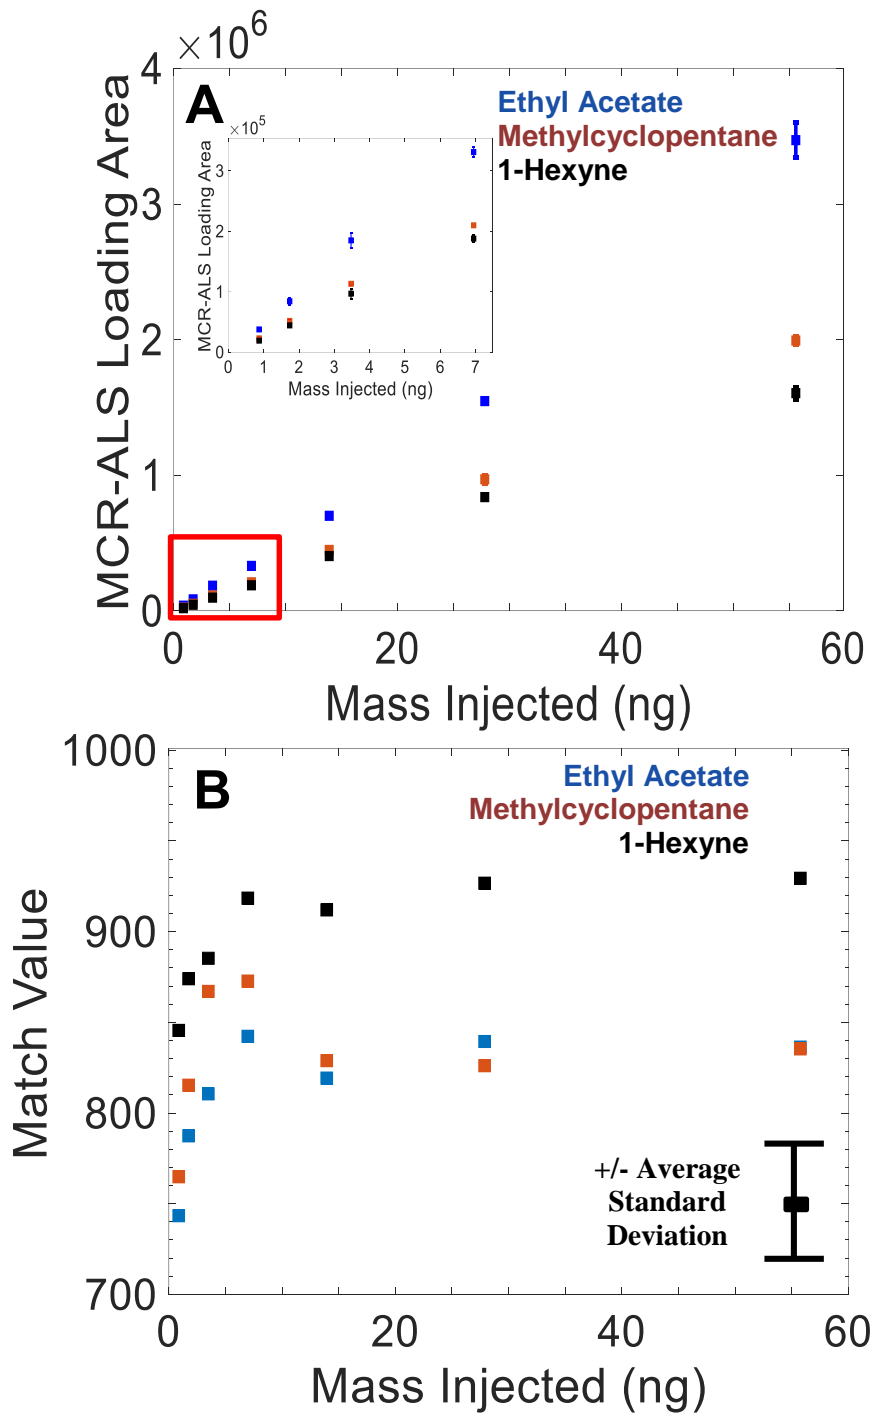 ×10⁶
A
Ethyl Acetate
Methylcyclopentane
1-Hexyne
MCR-ALS Loading Area
4
3
2
1
0
0 20 40 60
Mass Injected (ng)
×10⁵
MCR-ALS Loading Area
3
2
1
0
0 1 2 3 4 5 6 7
Mass Injected (ng)
B
Ethyl Acetate
Methylcyclopentane
1-Hexyne
Match Value
1000
900
800
700
+/- Average
Standard
Deviation
0 20 40 60
Mass Injected (ng)